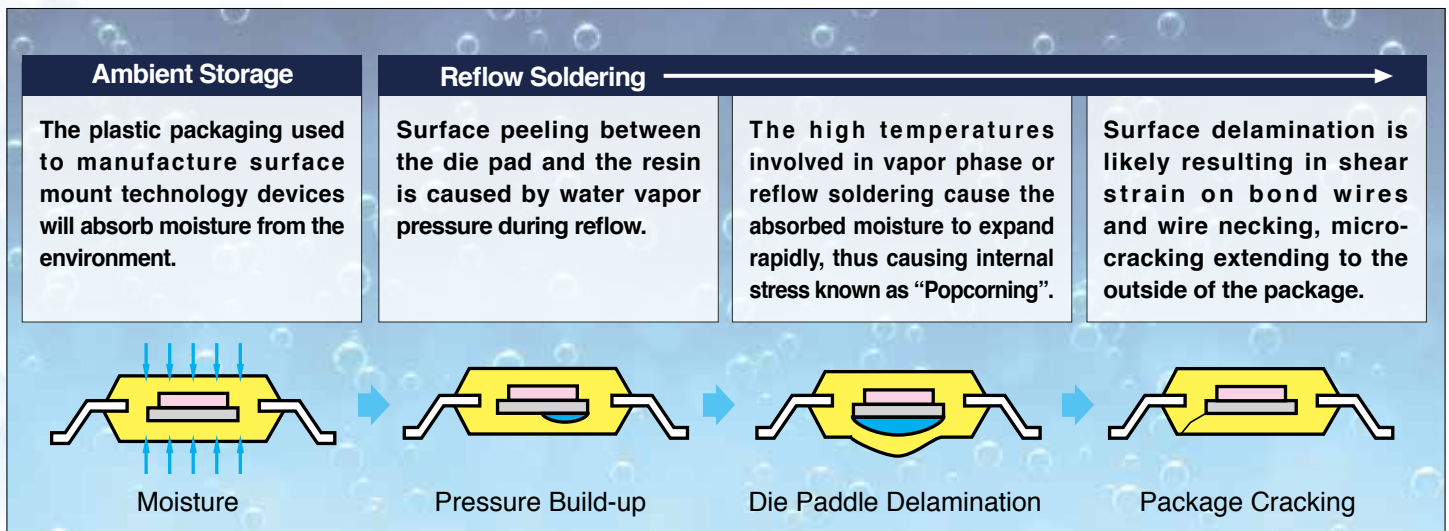 Ambient Storage
The plastic packaging used
to manufacture surface
mount technology devices
will absorb moisture from the
environment.
Reflow Soldering
Surface peeling between
the die pad and the resin
is caused by water vapor
pressure during reflow.
The high temperatures
involved in vapor phase or
reflow soldering cause the
absorbed moisture to expand
rapidly, thus causing internal
stress known as “Popcorning”.
Surface delamination is
likely resulting in shear
strain on bond wires
and wire necking, micro-
cracking extending to the
outside of the package.
Moisture
Pressure Build-up
Die Paddle Delamination
Package Cracking